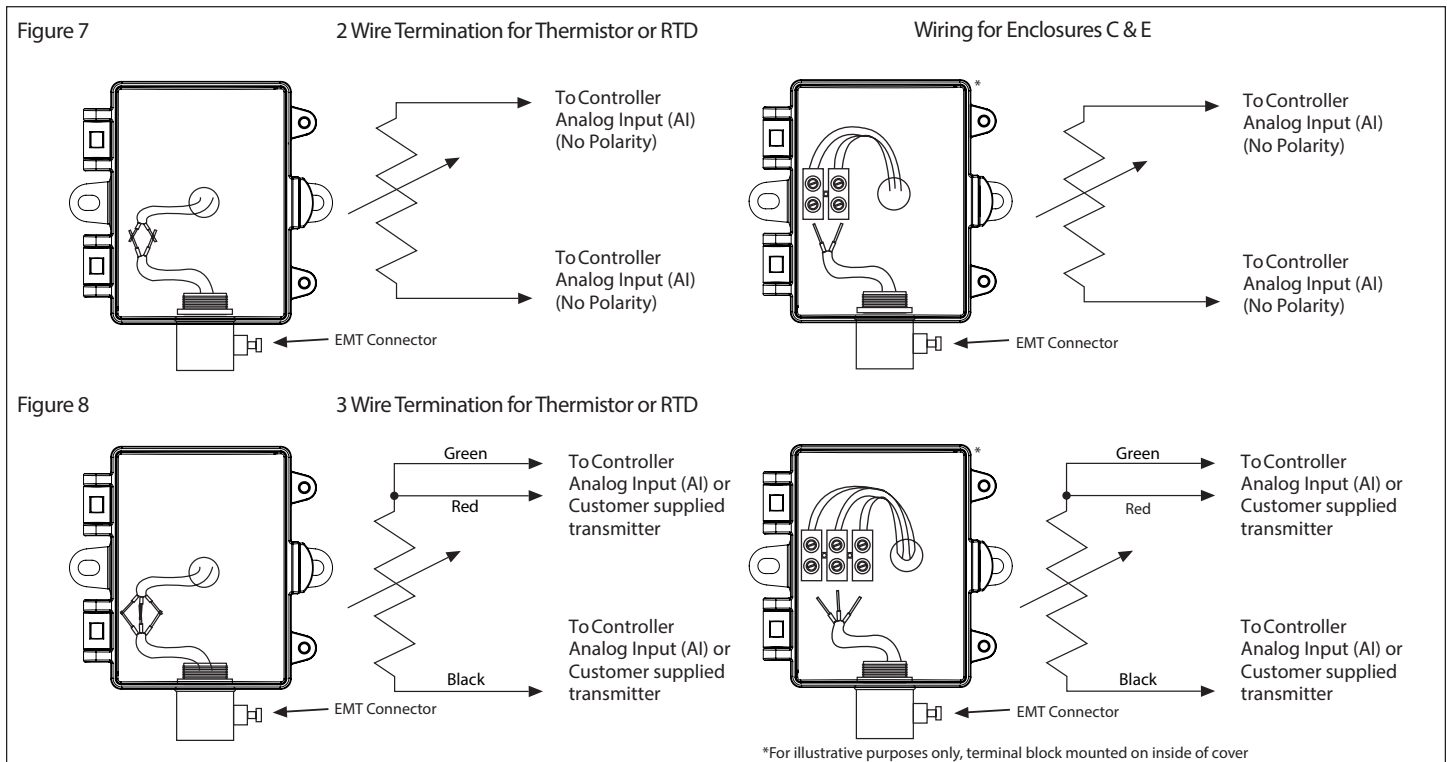 Figure 7
2 Wire Termination for Thermistor or RTD
Wiring for Enclosures C & E
To Controller
Analog Input (AI)
(No Polarity)
To Controller
Analog Input (AI)
(No Polarity)
EMT Connector
*
To Controller
Analog Input (AI)
(No Polarity)
To Controller
Analog Input (AI)
(No Polarity)
EMT Connector
Figure 8
3 Wire Termination for Thermistor or RTD
Green
Red
To Controller
Analog Input (AI) or
Customer supplied
transmitter
To Controller
Analog Input (AI) or
Customer supplied
transmitter
Black
EMT Connector
*
Green
Red
To Controller
Analog Input (AI) or
Customer supplied
transmitter
To Controller
Analog Input (AI) or
Customer supplied
transmitter
Black
EMT Connector
*For illustrative purposes only, terminal block mounted on inside of cover